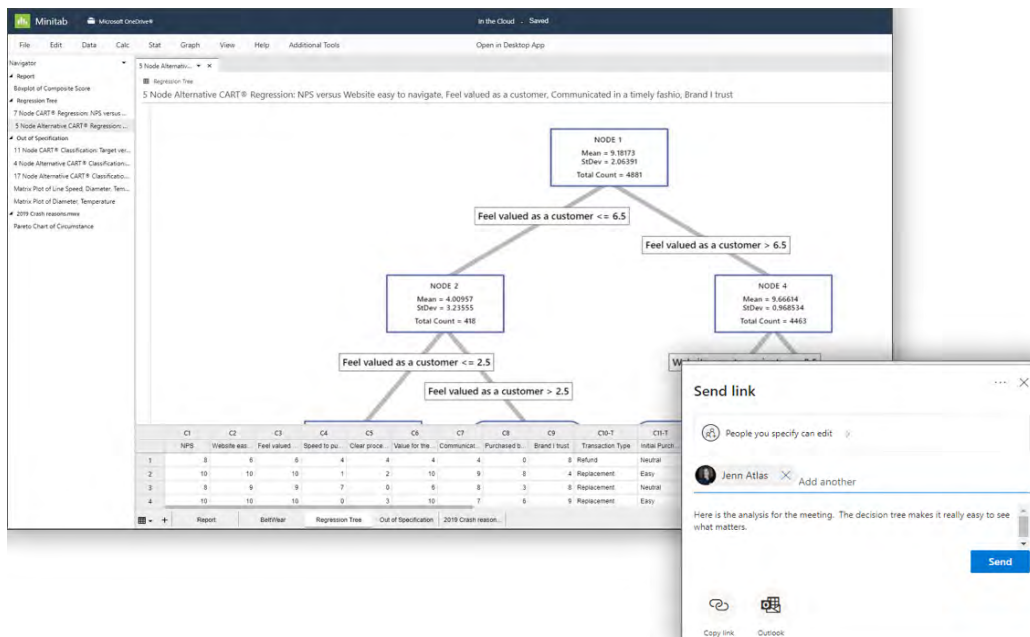 Minitab Microsoft OneDrive® In the Cloud . Saved
File Edit Data Calc Stat Graph View Help Additional Tools Open in Desktop App
Navigator
Report
Boxplot of Composite Score
Regression Tree
7 Node CART® Regression: NPS versus...
5 Node Alternative CART® Regression:...
Out of Specification
11 Node CART® Classification: Target ver...
4 Node Alternative CART® Classification:...
17 Node Alternative CART® Classificatio...
Matrix Plot of Line Speed, Diameter, Tem...
Matrix Plot of Diameter, Temperature
2019 Crash reasons.mwx
Pareto Chart of Circumstance
5 Node Alternativ... ×
Regression Tree
5 Node Alternative CART® Regression: NPS versus Website easy to navigate, Feel valued as a customer, Communicated in a timely fashio, Brand I trust
NODE 1
Mean = 9.18173
StDev = 2.06391
Total Count = 4881
Feel valued as a customer <= 6.5
Feel valued as a customer > 6.5
NODE 2
Mean = 4.00957
StDev = 3.23555
Total Count = 418
NODE 4
Mean = 9.66614
StDev = 0.968534
Total Count = 4463
Feel valued as a customer <= 2.5
Feel valued as a customer > 2.5
C1 C2 C3 C4 C5 C6 C7 C8 C9 C10-T C11-T
NPS Website eas... Feel valued... Speed to pu... Clear proce... Value for the... Communicat... Purchased b... Brand I trust Transaction Type Initial Purch...
1 8 6 6 4 4 4 4 0 8 Refund Neutral
2 10 10 10 1 2 10 9 8 4 Replacement Easy
3 8 9 9 7 0 6 8 3 8 Replacement Neutral
4 10 10 10 0 3 10 7 6 9 Replacement Easy
+ Report BethWear Regression Tree Out of Specification 2019 Crash reason...
Send link
People you specify can edit
Jenn Atlas Add another
Here is the analysis for the meeting. The decision tree makes it really easy to see
what matters.
Send
Copy link Outlook